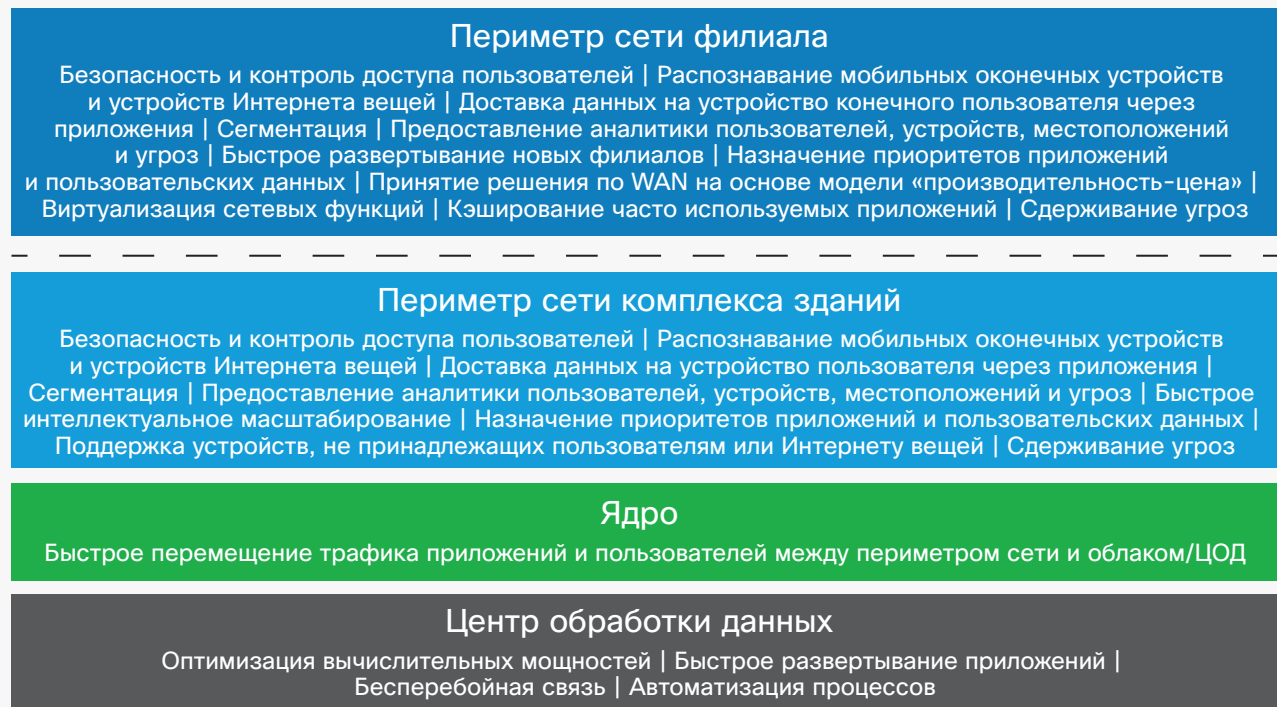 Периметр сети филиала
Безопасность и контроль доступа пользователей | Распознавание мобильных оконечных устройств
и устройств Интернета вещей | Доставка данных на устройство конечного пользователя через
приложения | Сегментация | Предоставление аналитики пользователей, устройств, местоположений
и угроз | Быстрое развертывание новых филиалов | Назначение приоритетов приложений
и пользовательских данных | Принятие решения по WAN на основе модели «производительность-цена» |
Виртуализация сетевых функций | Кэширование часто используемых приложений | Сдерживание угроз
Периметр сети комплекса зданий
Безопасность и контроль доступа пользователей | Распознавание мобильных оконечных устройств
и устройств Интернета вещей | Доставка данных на устройство пользователя через приложения |
Сегментация | Предоставление аналитики пользователей, устройств, местоположений и угроз | Быстрое
интеллектуальное масштабирование | Назначение приоритетов приложений и пользовательских данных |
Поддержка устройств, не принадлежащих пользователям или Интернету вещей | Сдерживание угроз
Ядро
Быстрое перемещение трафика приложений и пользователей между периметром сети и облаком/ЦОД
Центр обработки данных
Оптимизация вычислительных мощностей | Быстрое развертывание приложений |
Бесперебойная связь | Автоматизация процессов